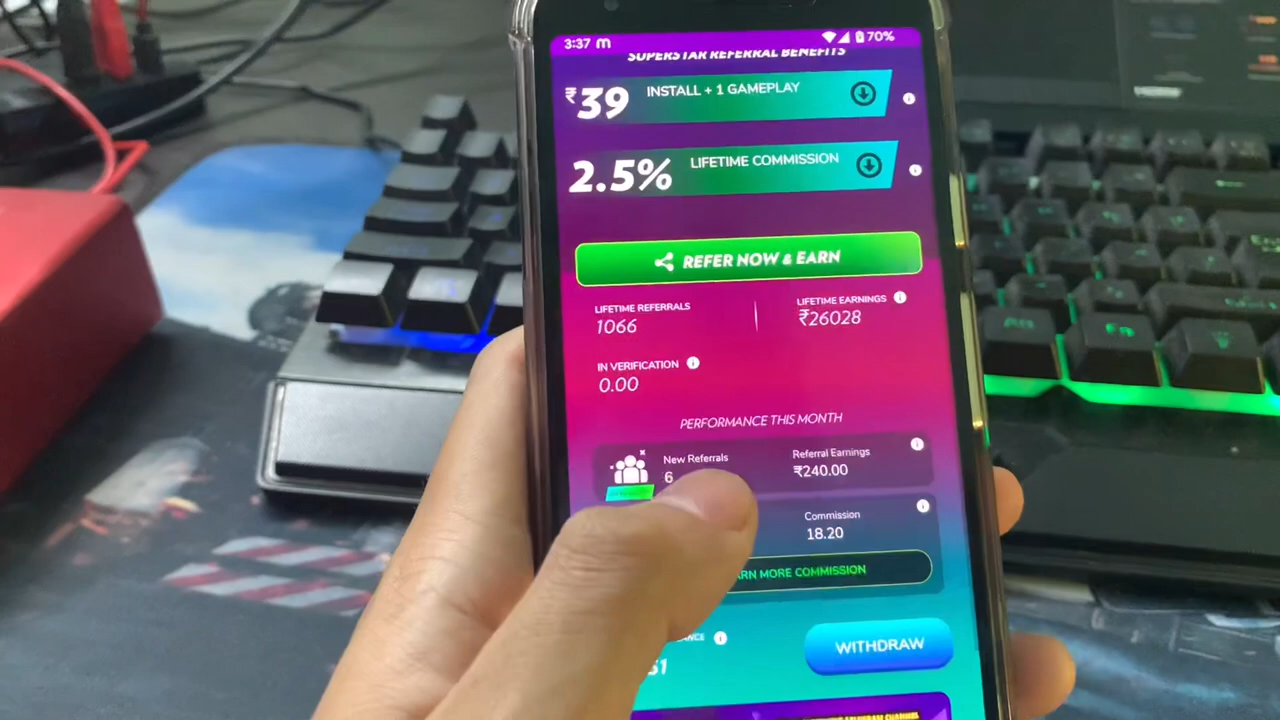 3:37 m
70%
SUPERSTAR REFERRAL BENEFITS
₹39 INSTALL + 1 GAMEPLAY
2.5% LIFETIME COMMISSION
REFER NOW & EARN
LIFETIME REFERRALS
1066
LIFETIME EARNINGS
₹26028
IN VERIFICATION
0.00
PERFORMANCE THIS MONTH
New Referrals
6
Referral Earnings
₹240.00
Commission
18.20
MORE COMMISSION
WITHDRAW